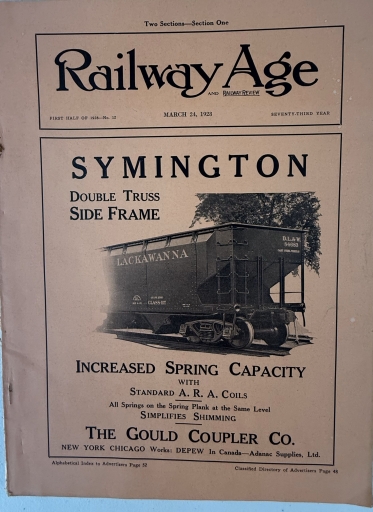 Two Sections—Section One
Railway Age
AND RAILWAY REVIEW
FIRST HALF OF 1928—No. 12 MARCH 24, 1928 SEVENTY-THIRD YEAR
SYMINGTON
DOUBLE TRUSS
SIDE FRAME
D.L.& W.
LACKAWANNA
INCREASED SPRING CAPACITY
WITH
STANDARD A. R. A. COILS
All Springs on the Spring Plank at the Same Level
SIMPLIFIES SHIMMING
THE GOULD COUPLER CO.
NEW YORK CHICAGO Works: DEPEW In Canada—Adanac Supplies, Ltd.
Alphabetical Index to Advertisers Page 52 Classified Directory of Advertisers Page 48